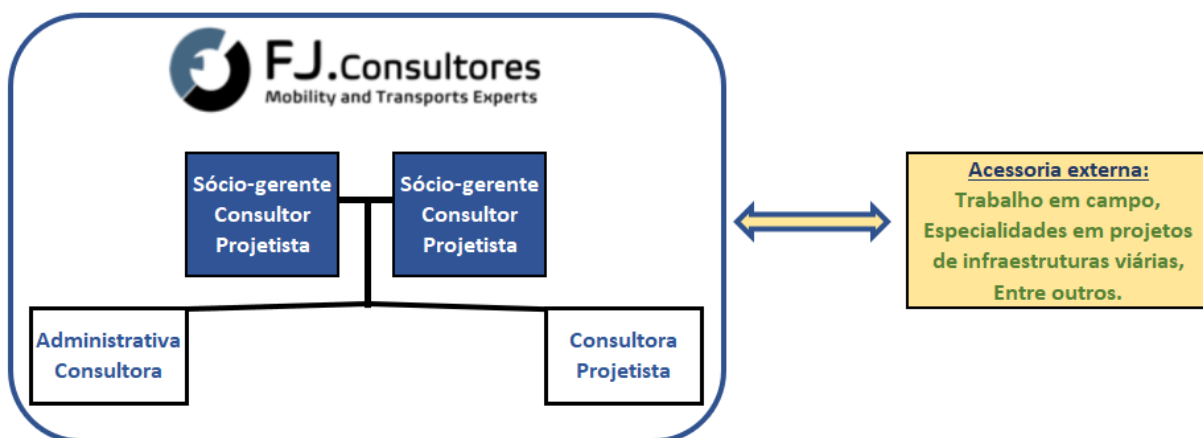 FJ.Consultores
Mobility and Transports Experts
Sócio-gerente
Consultor
Projetista
Sócio-gerente
Consultor
Projetista
Administrativa
Consultora
Consultora
Projetista
Acessoria externa:
Trabalho em campo,
Especialidades em projetos
de infraestruturas viárias,
Entre outros.